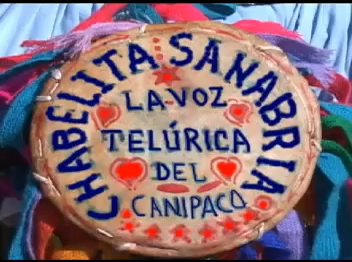 CHABELITA SANABRIA
LA VOZ
TELÚRICA
DEL
CANIPACO